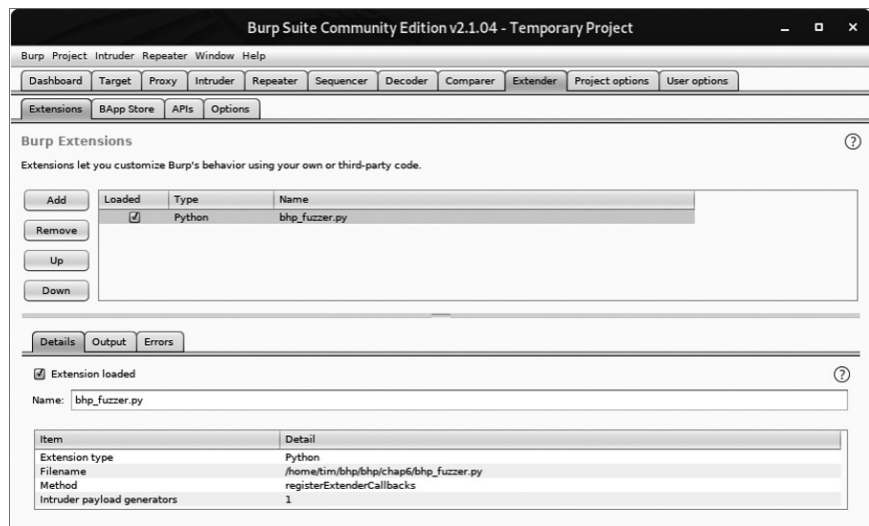 Burp Suite Community Edition v2.1.04 - Temporary Project
Burp Project Intruder Repeater Window Help
Dashboard Target Proxy Intruder Repeater Sequencer Decoder Comparer Extender Project options User options
Extensions BApp Store APIs Options
Burp Extensions
Extensions let you customize Burp's behavior using your own or third-party code.
Add
Remove
Up
Down
Loaded Type Name
Python bhp_fuzzer.py
Details Output Errors
Extension loaded
Name: bhp_fuzzer.py
Item Detail
Extension type Python
Filename /home/tim/bhp/bhp/chap6/bhp_fuzzer.py
Method registerExtenderCallbacks
Intruder payload generators 1